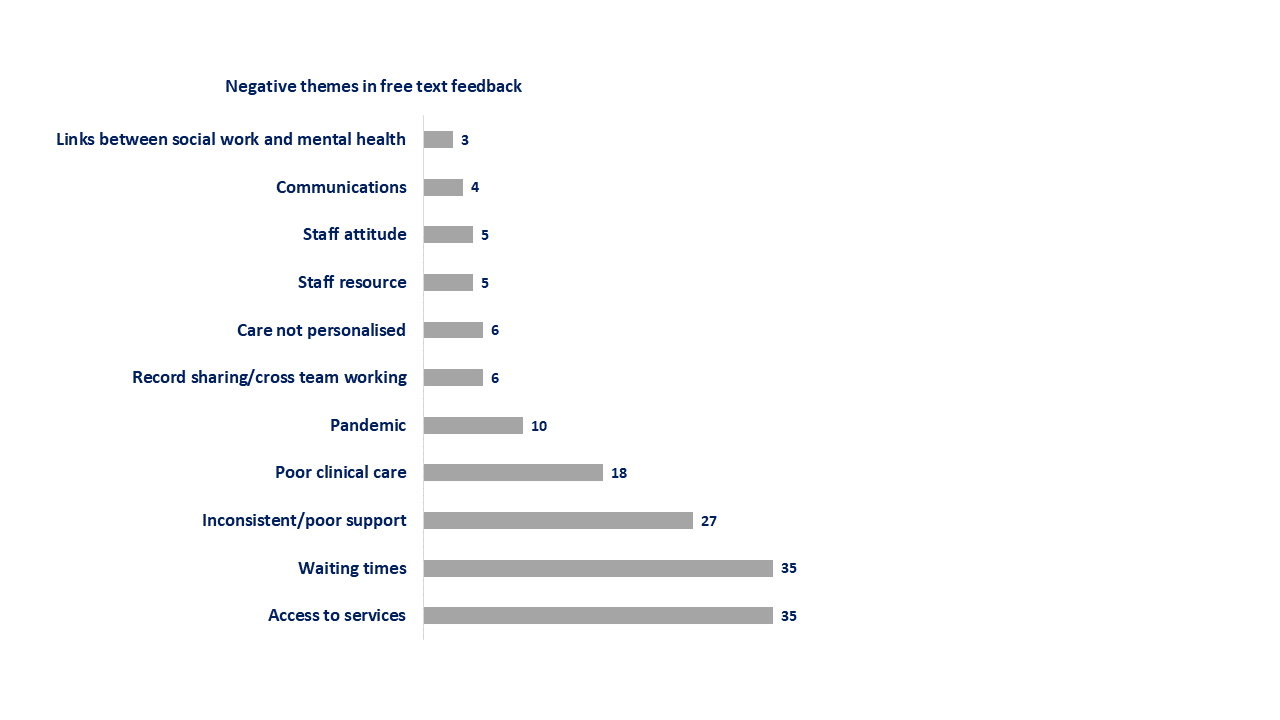 Negative themes in free text feedback
Links between social work and mental health 3
Communications 4
Staff attitude 5
Staff resource 5
Care not personalised 6
Record sharing/cross team working 6
Pandemic 10
Poor clinical care 18
Inconsistent/poor support 27
Waiting times 35
Access to services 35